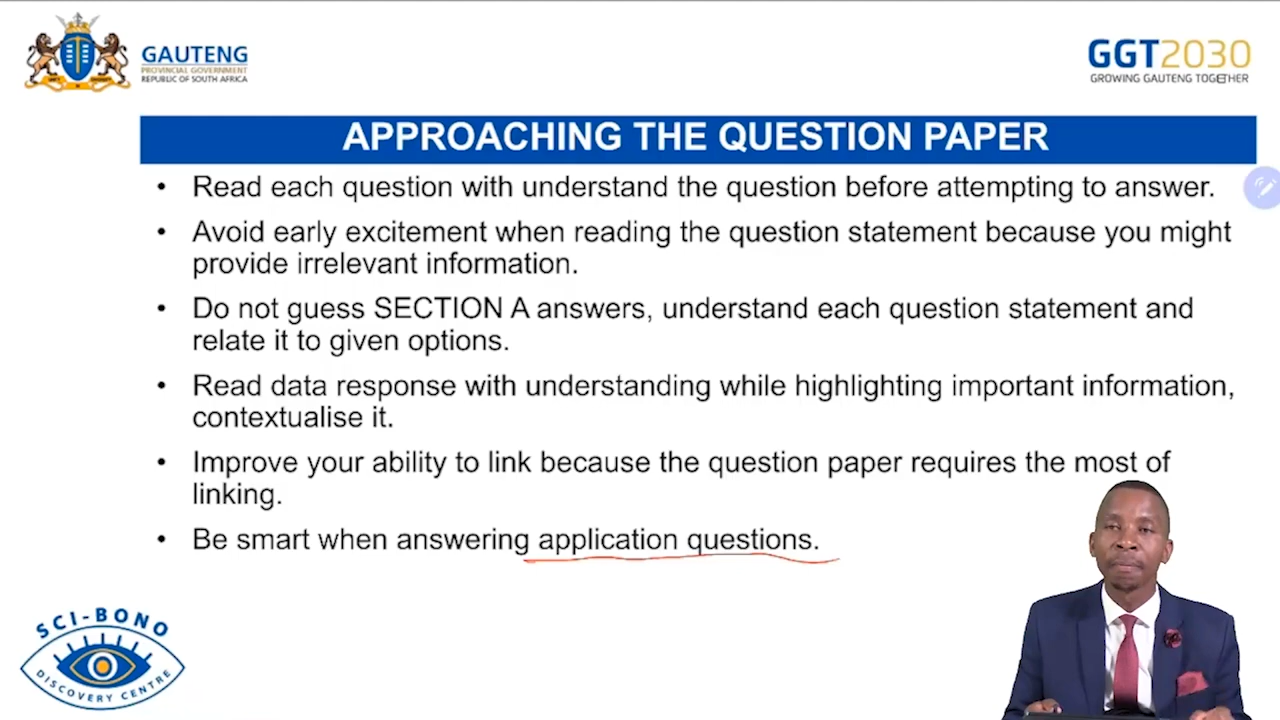 GAUTENG
PROVINCIAL GOVERNMENT
REPUBLIC OF SOUTH AFRICA
GGT2030
GROWING GAUTENG TOGETHER
APPROACHING THE QUESTION PAPER
• Read each question with understand the question before attempting to answer.
• Avoid early excitement when reading the question statement because you might
provide irrelevant information.
• Do not guess SECTION A answers, understand each question statement and
relate it to given options.
• Read data response with understanding while highlighting important information,
contextualise it.
• Improve your ability to link because the question paper requires the most of
linking.
• Be smart when answering application questions.
SCI-BONO
DISCOVERY CENTRE